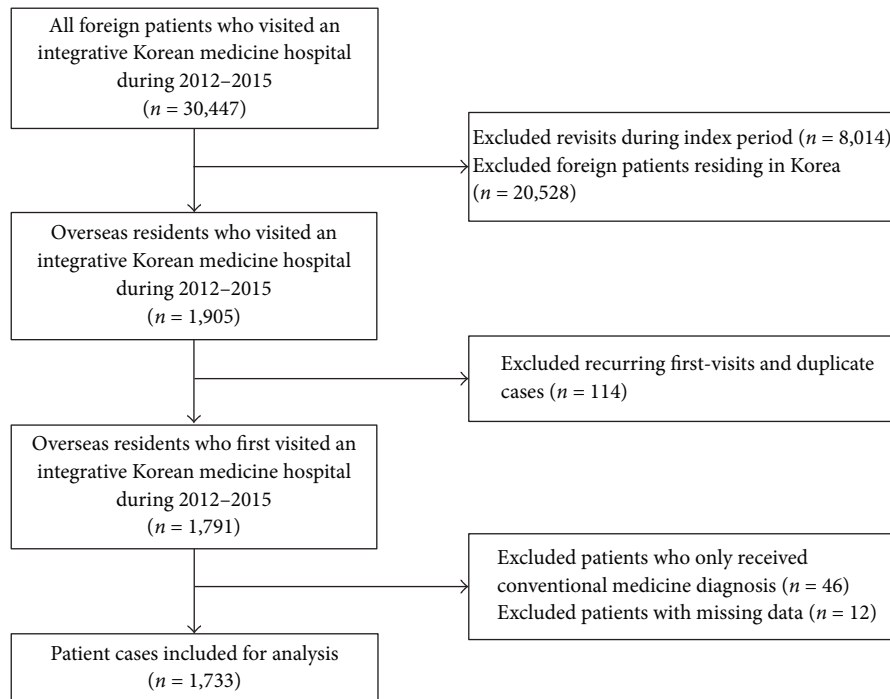 All foreign patients who visited an
integrative Korean medicine hospital
during 2012–2015
(n = 30,447)
Excluded revisits during index period (n = 8,014)
Excluded foreign patients residing in Korea
(n = 20,528)
Overseas residents who visited an
integrative Korean medicine hospital
during 2012–2015
(n = 1,905)
Excluded recurring first-visits and duplicate
cases (n = 114)
Overseas residents who first visited an
integrative Korean medicine hospital
during 2012–2015
(n = 1,791)
Excluded patients who only received
conventional medicine diagnosis (n = 46)
Excluded patients with missing data (n = 12)
Patient cases included for analysis
(n = 1,733)